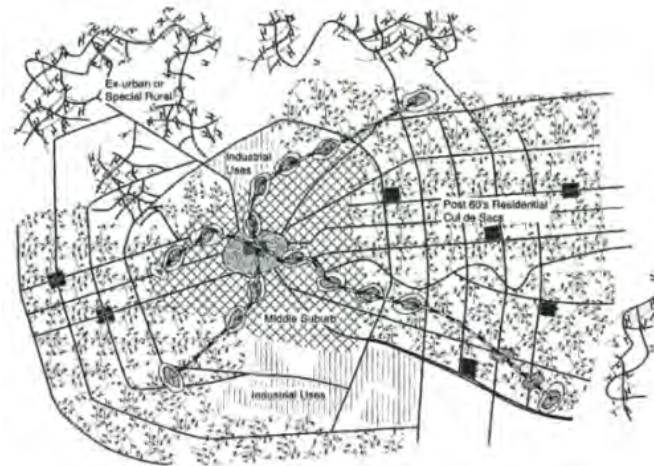 Ex-urban or
Special Rural
Industrial
Uses
Post 60's Residential
Cul de Sacs
Middle Suburb
Industrial Uses